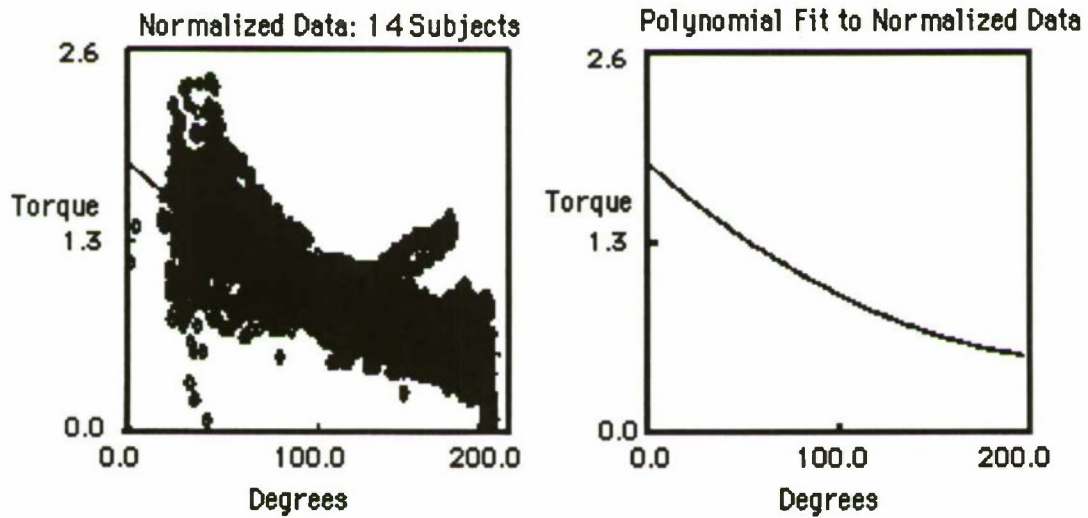 Normalized Data: 14 Subjects
2.6
Torque
1.3
0.0
0.0 100.0 200.0
Degrees
Polynomial Fit to Normalized Data
2.6
Torque
1.3
0.0
0.0 100.0 200.0
Degrees